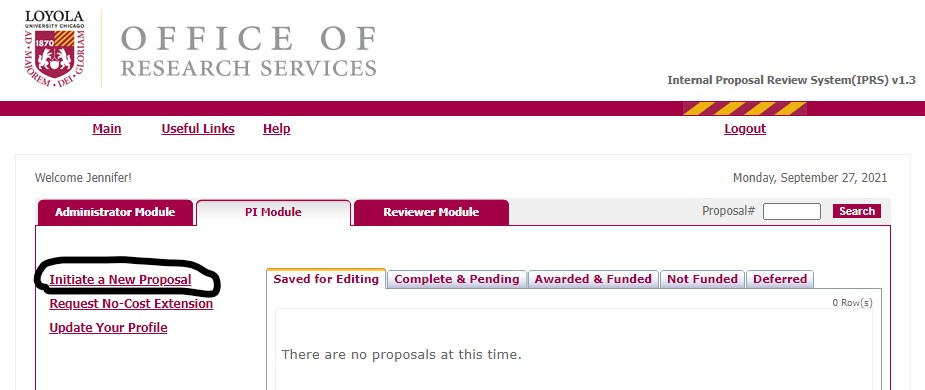 LOYOLA
UNIVERSITY CHICAGO
1870
AD • MAJOREM • DEI • GLORIAM
OFFICE OF
RESEARCH SERVICES
Internal Proposal Review System(IPRS) v1.3
Main Useful Links Help Logout
Welcome Jennifer! Monday, September 27, 2021
Administrator Module PI Module Reviewer Module Proposal# Search
Initiate a New Proposal Saved for Editing Complete & Pending Awarded & Funded Not Funded Deferred
Request No-Cost Extension 0 Row(s)
Update Your Profile
There are no proposals at this time.